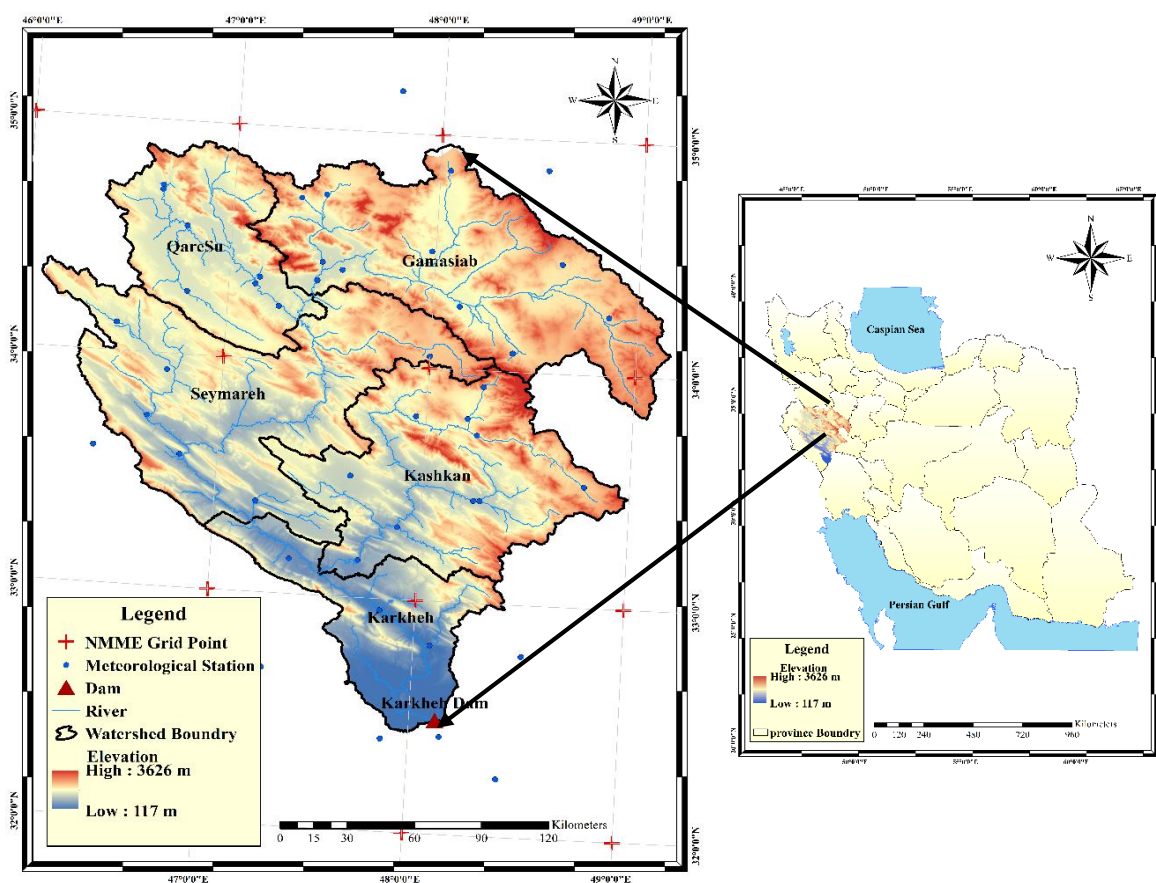 46°0'0"E
47°0'0"E
48°0'0"E
49°0'0"E
35°0'0"N
34°0'0"N
33°0'0"N
32°0'0"N
35°0'0"N
34°0'0"N
33°0'0"N
32°0'0"N
N
W
E
S
QareSu
Gamasiab
Seymareh
Kashkan
Karkheh
Karkheh Dam
Legend
NMME Grid Point
Meteorological Station
Dam
River
Watershed Boundry
Elevation
High : 3626 m
Low : 117 m
Kilometers
0 15 30 60 90 120
47°0'0"E
48°0'0"E
49°0'0"E
N
W
E
S
Caspian Sea
Persian Gulf
Legend
Elevation
High : 3626 m
Low : 117 m
province Boundry
Kilometers
0 120 240 480 720 960